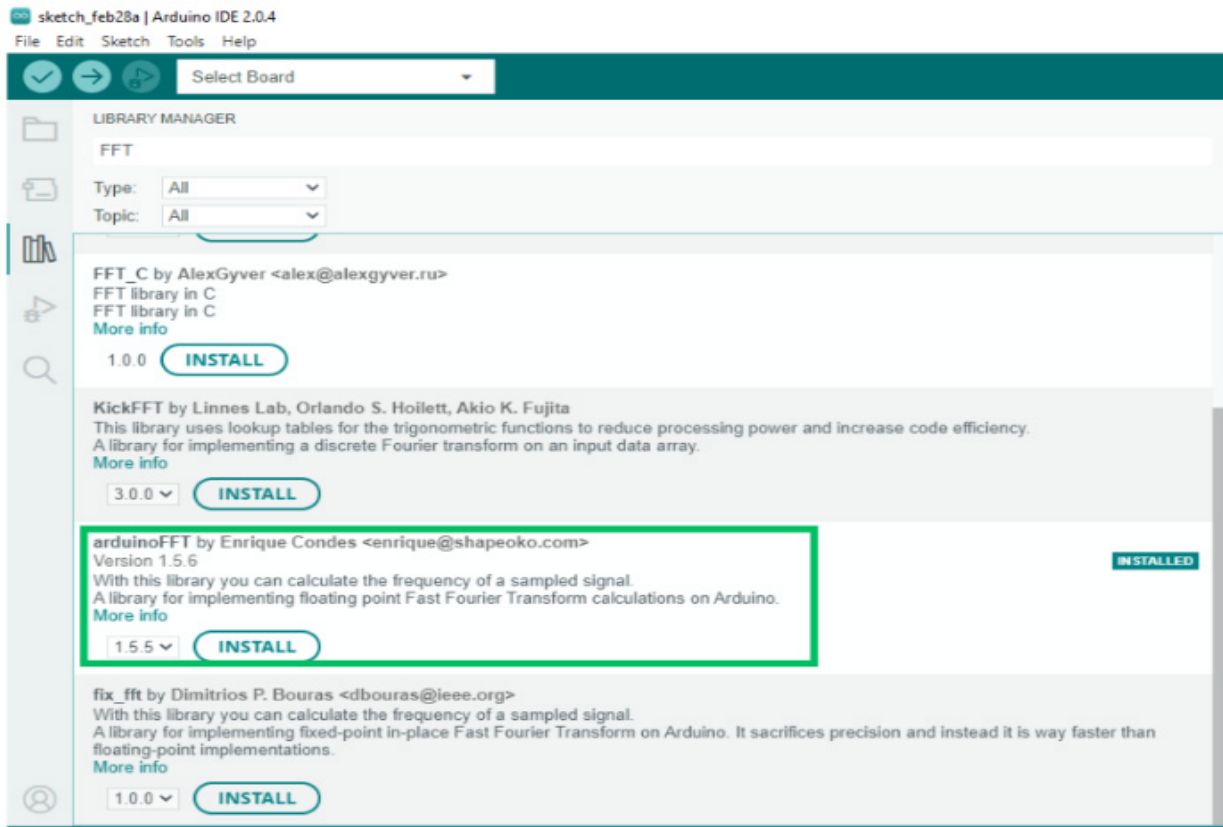 sketch_feb28a | Arduino IDE 2.0.4
File Edit Sketch Tools Help
Select Board
LIBRARY MANAGER
FFT
Type: All
Topic: All
FFT_C by AlexGyver <alex@alexgyver.ru>
FFT library in C
FFT library in C
More info
1.0.0 INSTALL
KickFFT by Linnes Lab, Orlando S. Hoilett, Akio K. Fujita
This library uses lookup tables for the trigonometric functions to reduce processing power and increase code efficiency.
A library for implementing a discrete Fourier transform on an input data array.
More info
3.0.0 INSTALL
arduinoFFT by Enrique Condes <enrique@shapeoko.com>
Version 1.5.6 INSTALLED
With this library you can calculate the frequency of a sampled signal.
A library for implementing floating point Fast Fourier Transform calculations on Arduino.
More info
1.5.5 INSTALL
fix_fft by Dimitrios P. Bouras <dbouras@ieee.org>
With this library you can calculate the frequency of a sampled signal.
A library for implementing fixed-point in-place Fast Fourier Transform on Arduino. It sacrifices precision and instead it is way faster than
floating-point implementations.
More info
1.0.0 INSTALL